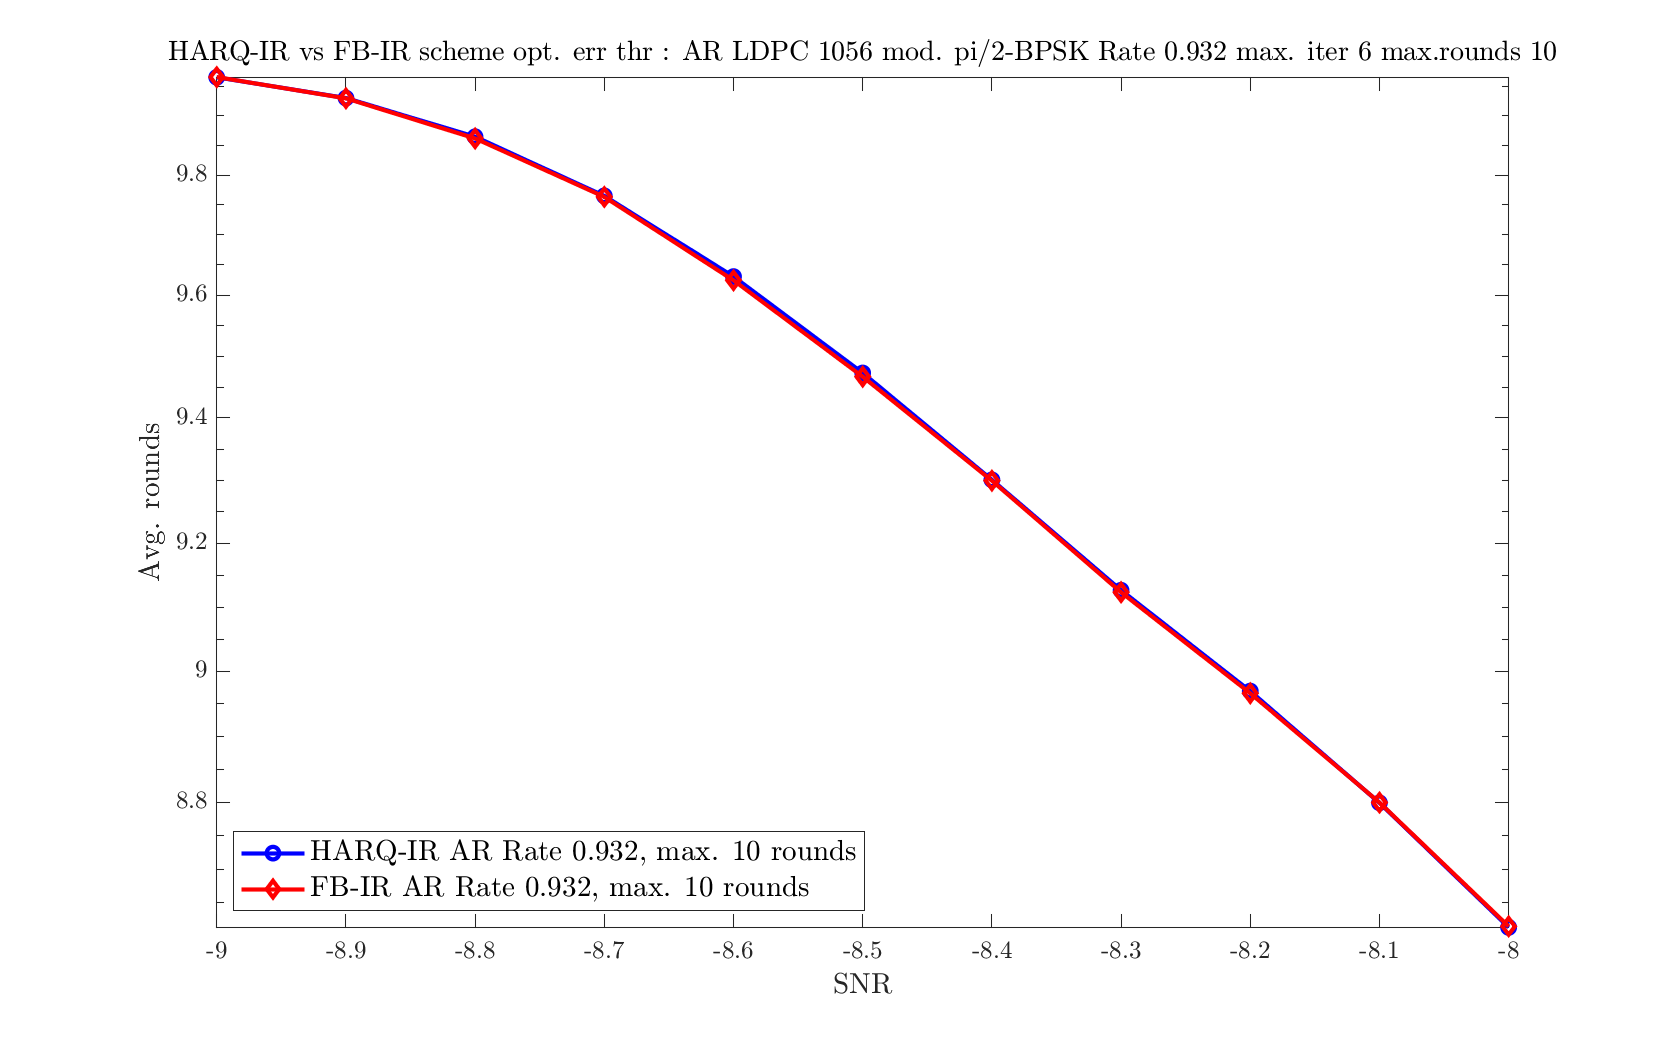 HARQ-IR vs FB-IR scheme opt. err thr : AR LDPC 1056 mod. pi/2-BPSK Rate 0.932 max. iter 6 max.rounds 10
9.8
9.6
9.4
9.2
9
8.8
Avg. rounds
HARQ-IR AR Rate 0.932, max. 10 rounds
FB-IR AR Rate 0.932, max. 10 rounds
-9 -8.9 -8.8 -8.7 -8.6 -8.5 -8.4 -8.3 -8.2 -8.1 -8
SNR